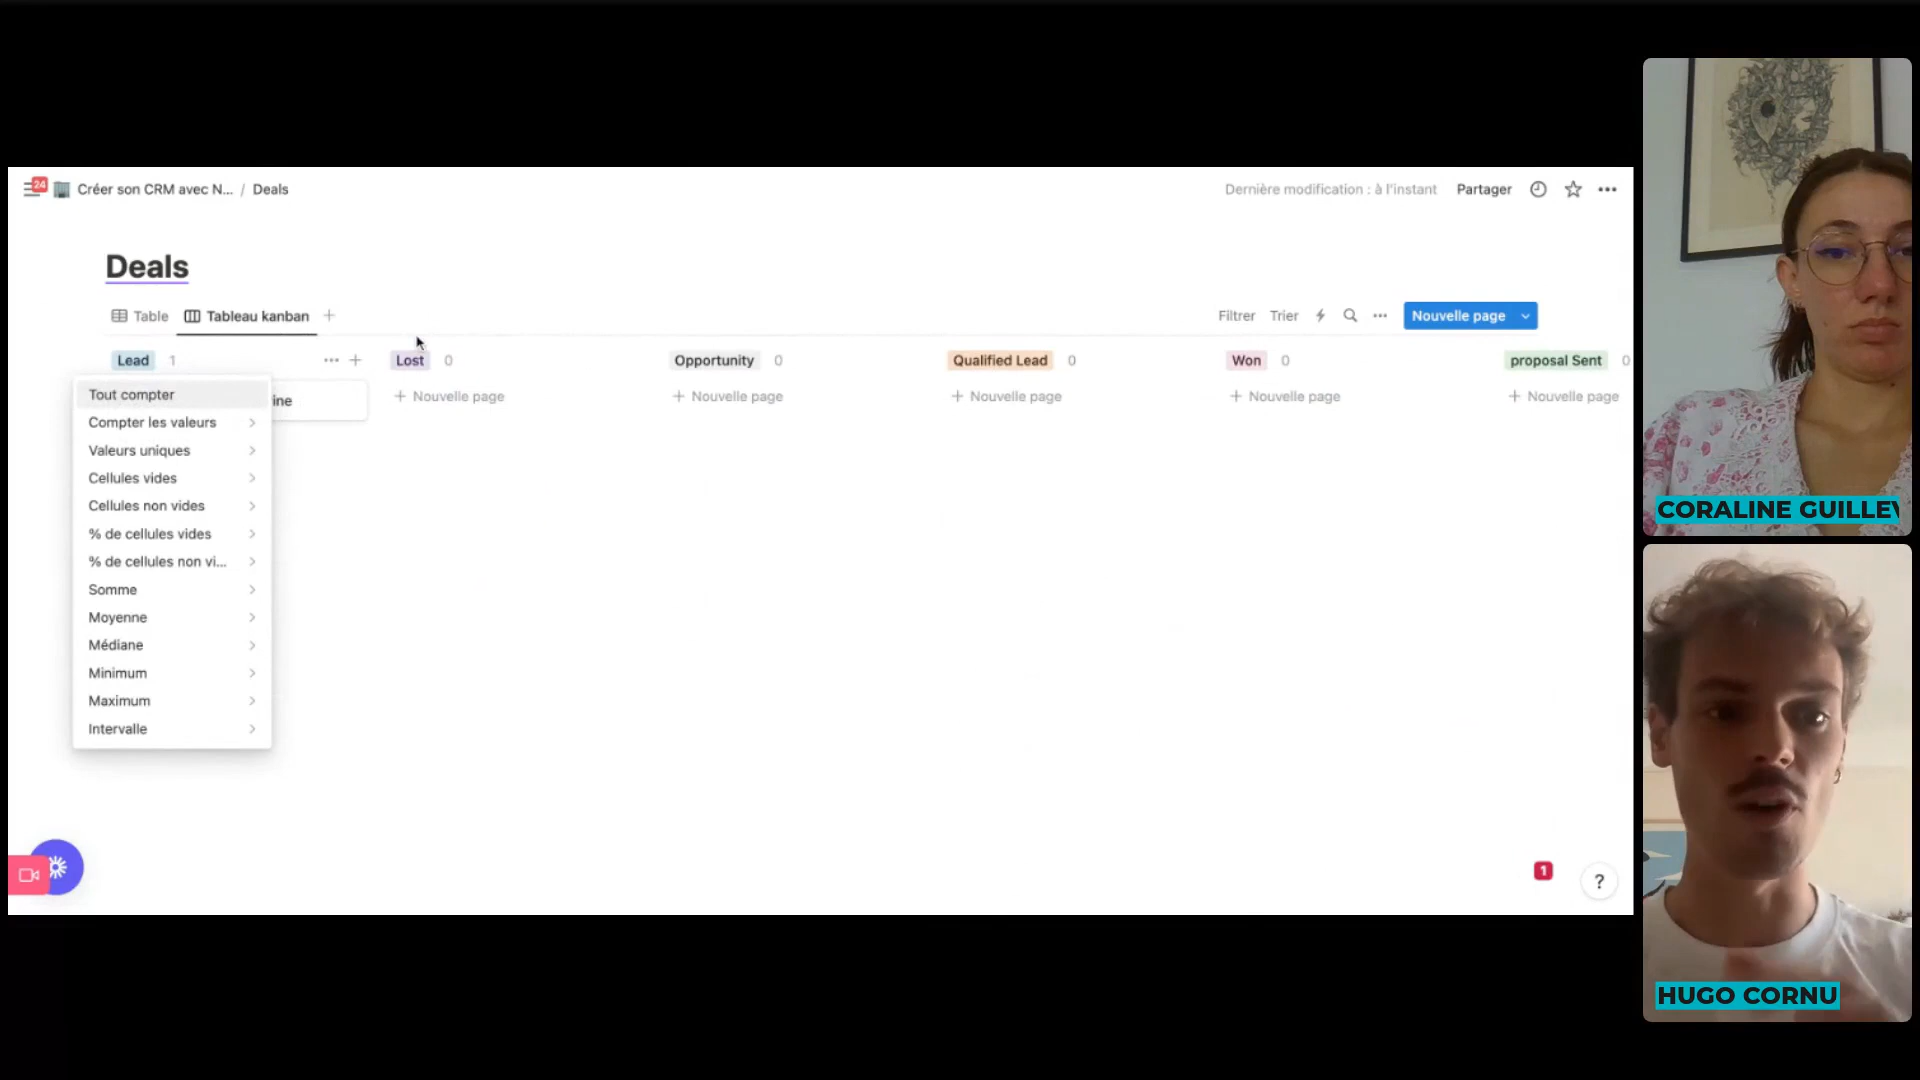 24 Créer son CRM avec N... / Deals
Dernière modification : à l'instant Partager
Deals
Table Tableau kanban
Filtrer Trier Nouvelle page
Lead 1 Lost 0 Opportunity 0 Qualified Lead 0 Won 0 proposal Sent 0
ine + Nouvelle page + Nouvelle page + Nouvelle page + Nouvelle page + Nouvelle page
Tout compter
Compter les valeurs
Valeurs uniques
Cellules vides
Cellules non vides
% de cellules vides
% de cellules non vi...
Somme
Moyenne
Médiane
Minimum
Maximum
Intervalle
1
?
CORALINE GUILLE
HUGO CORNU